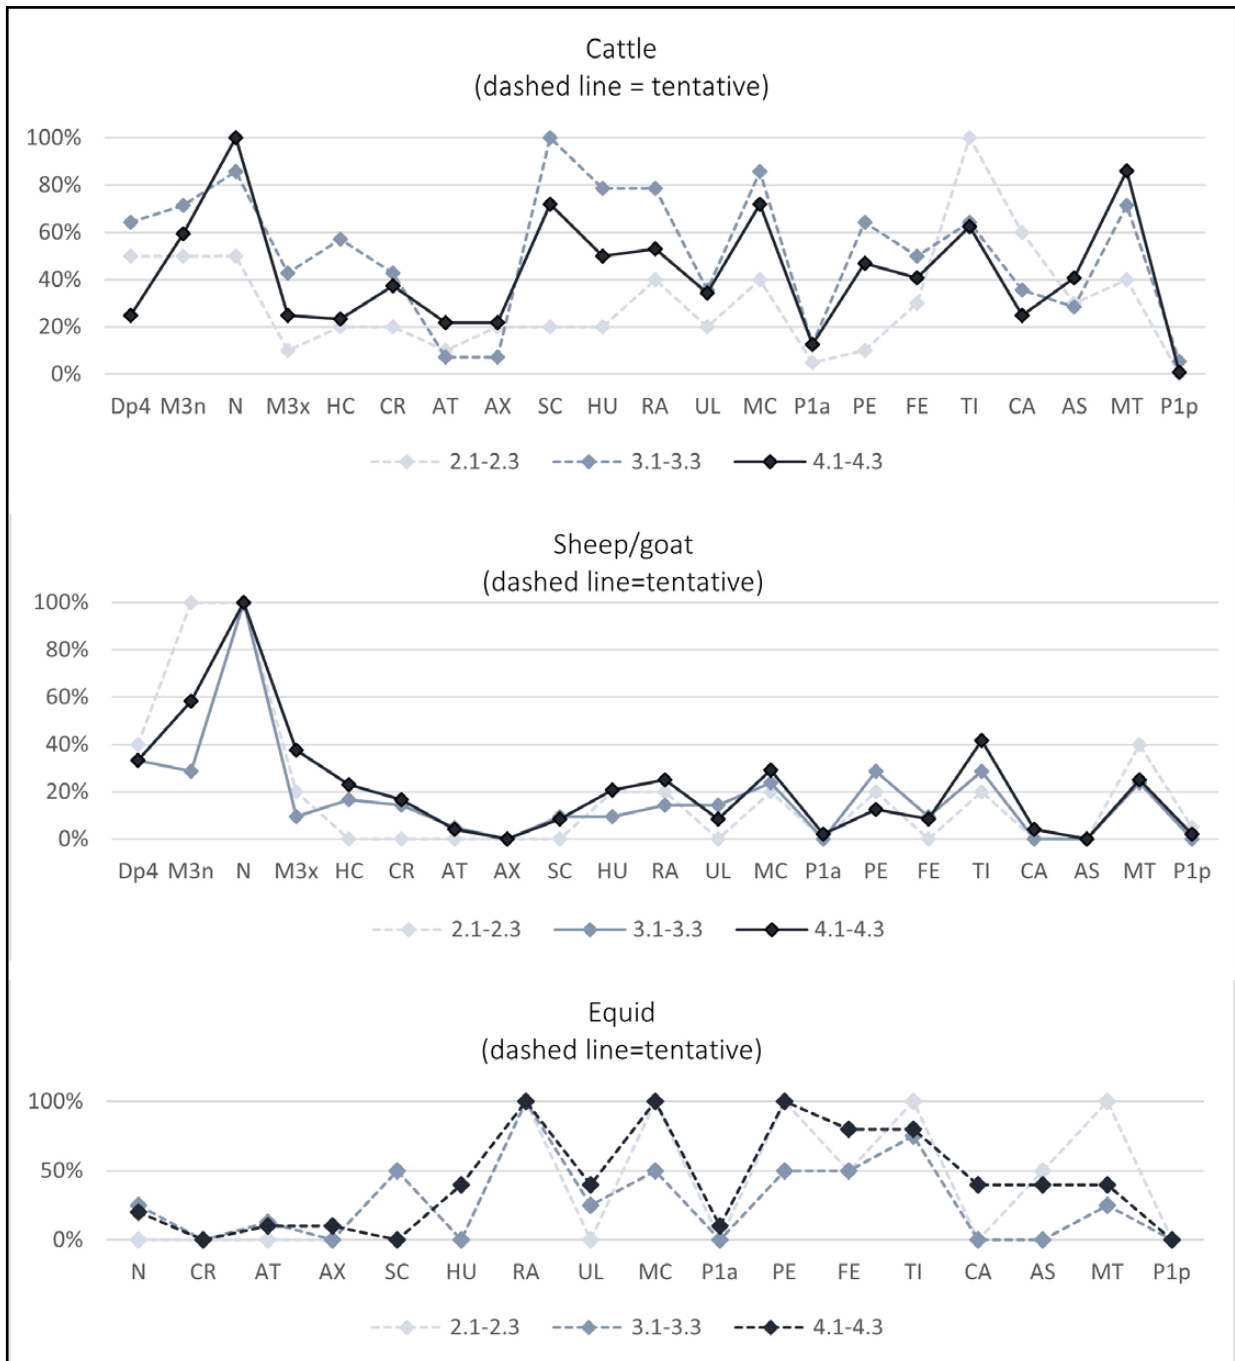 Cattle
(dashed line = tentative)
100%
80%
60%
40%
20%
0%
Dp4 M3n N M3x HC CR AT AX SC HU RA UL MC P1a PE FE TI CA AS MT P1p
2.1-2.3 3.1-3.3 4.1-4.3
Sheep/goat
(dashed line=tentative)
100%
80%
60%
40%
20%
0%
Dp4 M3n N M3x HC CR AT AX SC HU RA UL MC P1a PE FE TI CA AS MT P1p
2.1-2.3 3.1-3.3 4.1-4.3
Equid
(dashed line=tentative)
100%
50%
0%
N CR AT AX SC HU RA UL MC P1a PE FE TI CA AS MT P1p
2.1-2.3 3.1-3.3 4.1-4.3